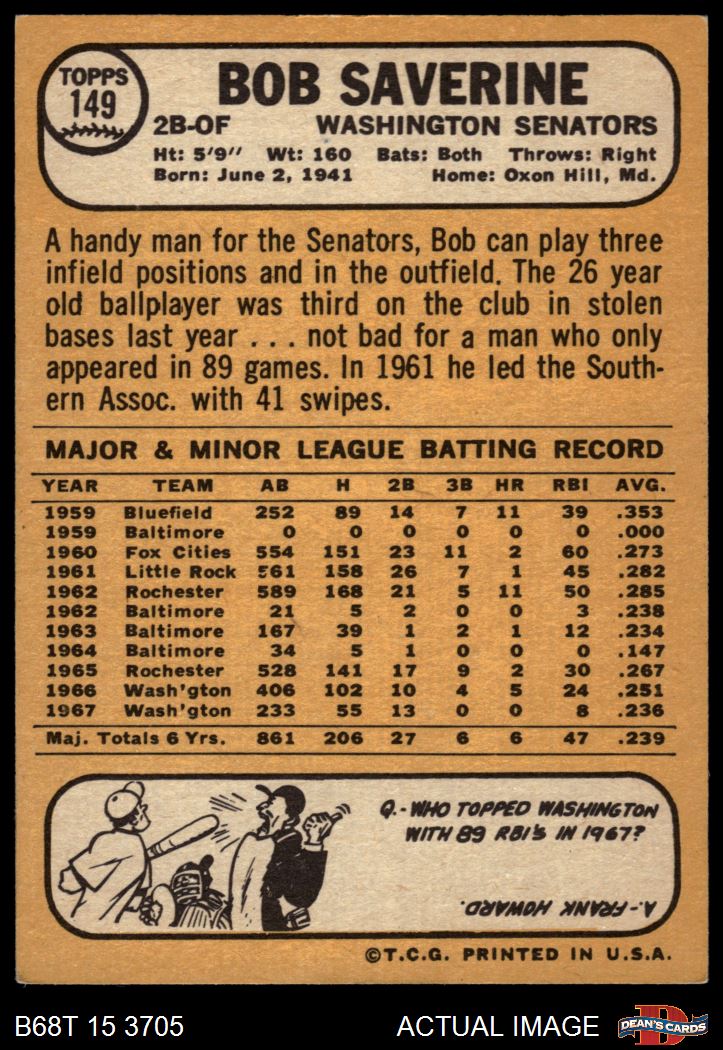 TOPPS
149
BOB SAVERINE
2B-OF WASHINGTON SENATORS
Ht: 5'9" Wt: 160 Bats: Both Throws: Right
Born: June 2, 1941 Home: Oxon Hill, Md.
A handy man for the Senators, Bob can play three
infield positions and in the outfield. The 26 year
old ballplayer was third on the club in stolen
bases last year . . . not bad for a man who only
appeared in 89 games. In 1961 he led the South-
ern Assoc. with 41 swipes.
MAJOR & MINOR LEAGUE BATTING RECORD
YEAR TEAM AB H 2B 3B HR RBI AVG.
1959 Bluefield 252 89 14 7 11 39 .353
1959 Baltimore 0 0 0 0 0 0 .000
1960 Fox Cities 554 151 23 11 2 60 .273
1961 Little Rock 561 158 26 7 1 45 .282
1962 Rochester 589 168 21 5 11 50 .285
1962 Baltimore 21 5 2 0 0 3 .238
1963 Baltimore 167 39 1 2 1 12 .234
1964 Baltimore 34 5 1 0 0 0 .147
1965 Rochester 528 141 17 9 2 30 .267
1966 Wash'gton 406 102 10 4 5 24 .251
1967 Wash'gton 233 55 13 0 0 8 .236
Maj. Totals 6 Yrs. 861 206 27 6 6 47 .239
Q.-WHO TOPPED WASHINGTON
WITH 89 RBI'S IN 1967?
A.-FRANK HOWARD.
©T.C.G. PRINTED IN U.S.A.
B68T 15 3705 ACTUAL IMAGE
D
DEAN'S CARDS